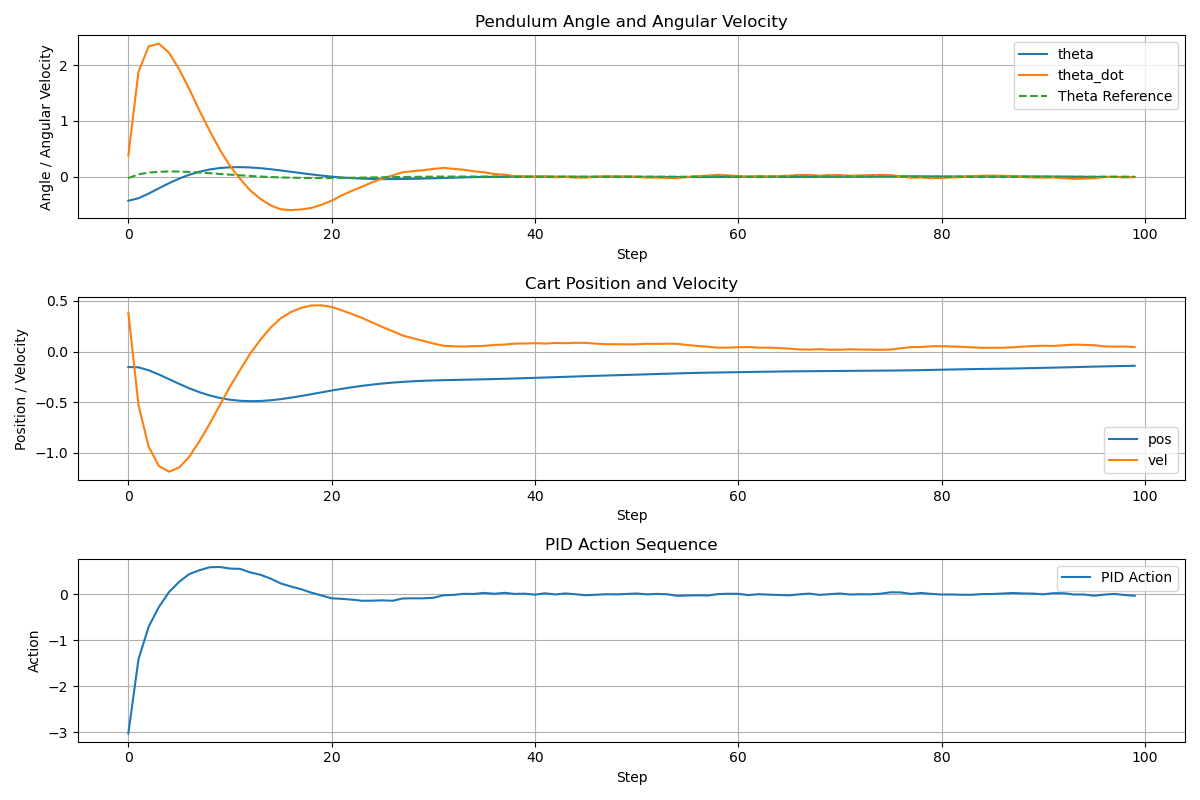 Pendulum Angle and Angular Velocity
Angle / Angular Velocity
2
1
0
theta
theta_dot
Theta Reference
0 20 40 60 80 100
Step
Cart Position and Velocity
Position / Velocity
0.5
0.0
−0.5
−1.0
pos
vel
0 20 40 60 80 100
Step
PID Action Sequence
Action
0
−1
−2
−3
PID Action
0 20 40 60 80 100
Step